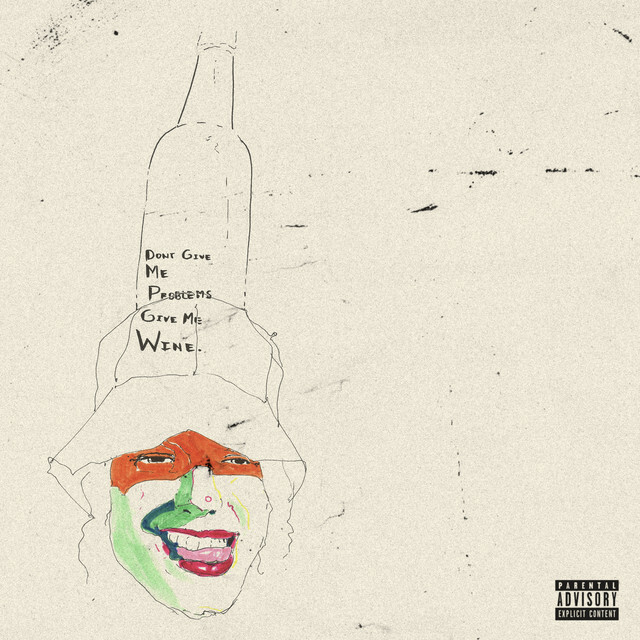 Dont Give
Me
Problems
Give Me
Wine.
PARENTAL
ADVISORY
EXPLICIT CONTENT